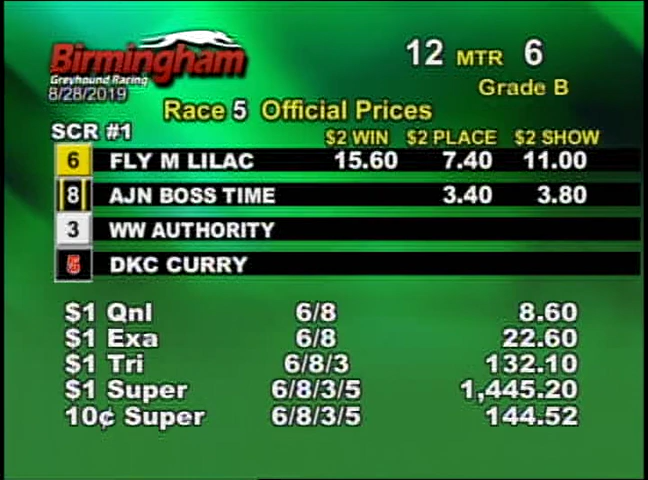 Birmingham
Greyhound Racing
8/28/2019
12 MTR 6
Grade B
Race 5 Official Prices
SCR #1
$2 WIN $2 PLACE $2 SHOW
6 FLY M LILAC 15.60 7.40 11.00
8 AJN BOSS TIME 3.40 3.80
3 WW AUTHORITY
5 DKC CURRY
$1 Qnl 6/8 8.60
$1 Exa 6/8 22.60
$1 Tri 6/8/3 132.10
$1 Super 6/8/3/5 1,445.20
10¢ Super 6/8/3/5 144.52